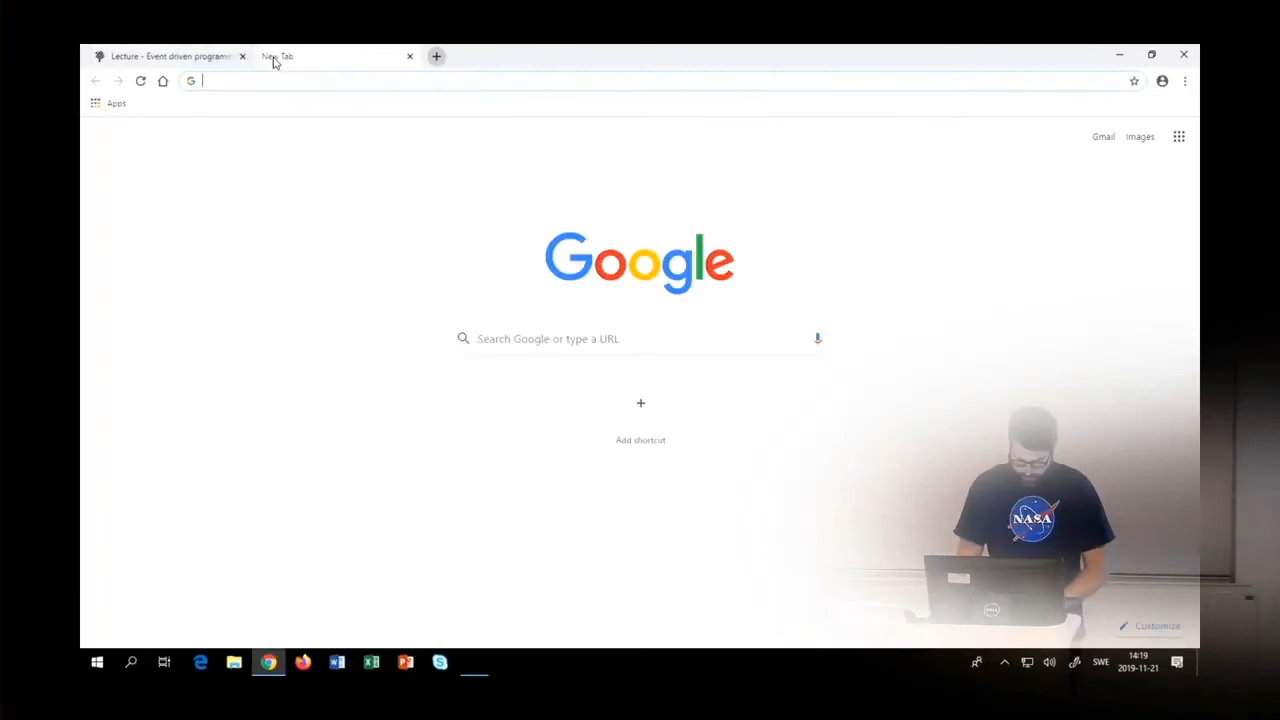 Lecture - Event driven programm
New Tab
Apps
Gmail
Images
Google
Search Google or type a URL
Add shortcut
NASA
DELL
Customize
SWE
14:19
2019-11-21